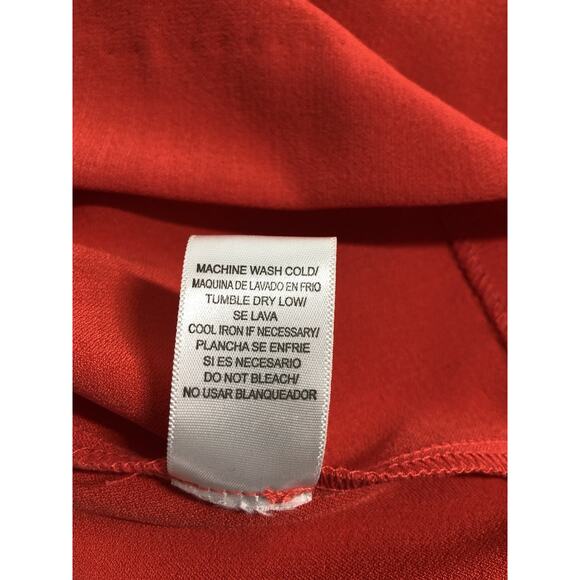 MACHINE WASH COLD/
MAQUINA DE LAVADO EN FRIO
TUMBLE DRY LOW/
SE LAVA
COOL IRON IF NECESSARY/
PLANCHA SE ENFRIE
SI ES NECESARIO
DO NOT BLEACH/
NO USAR BLANQUEADOR